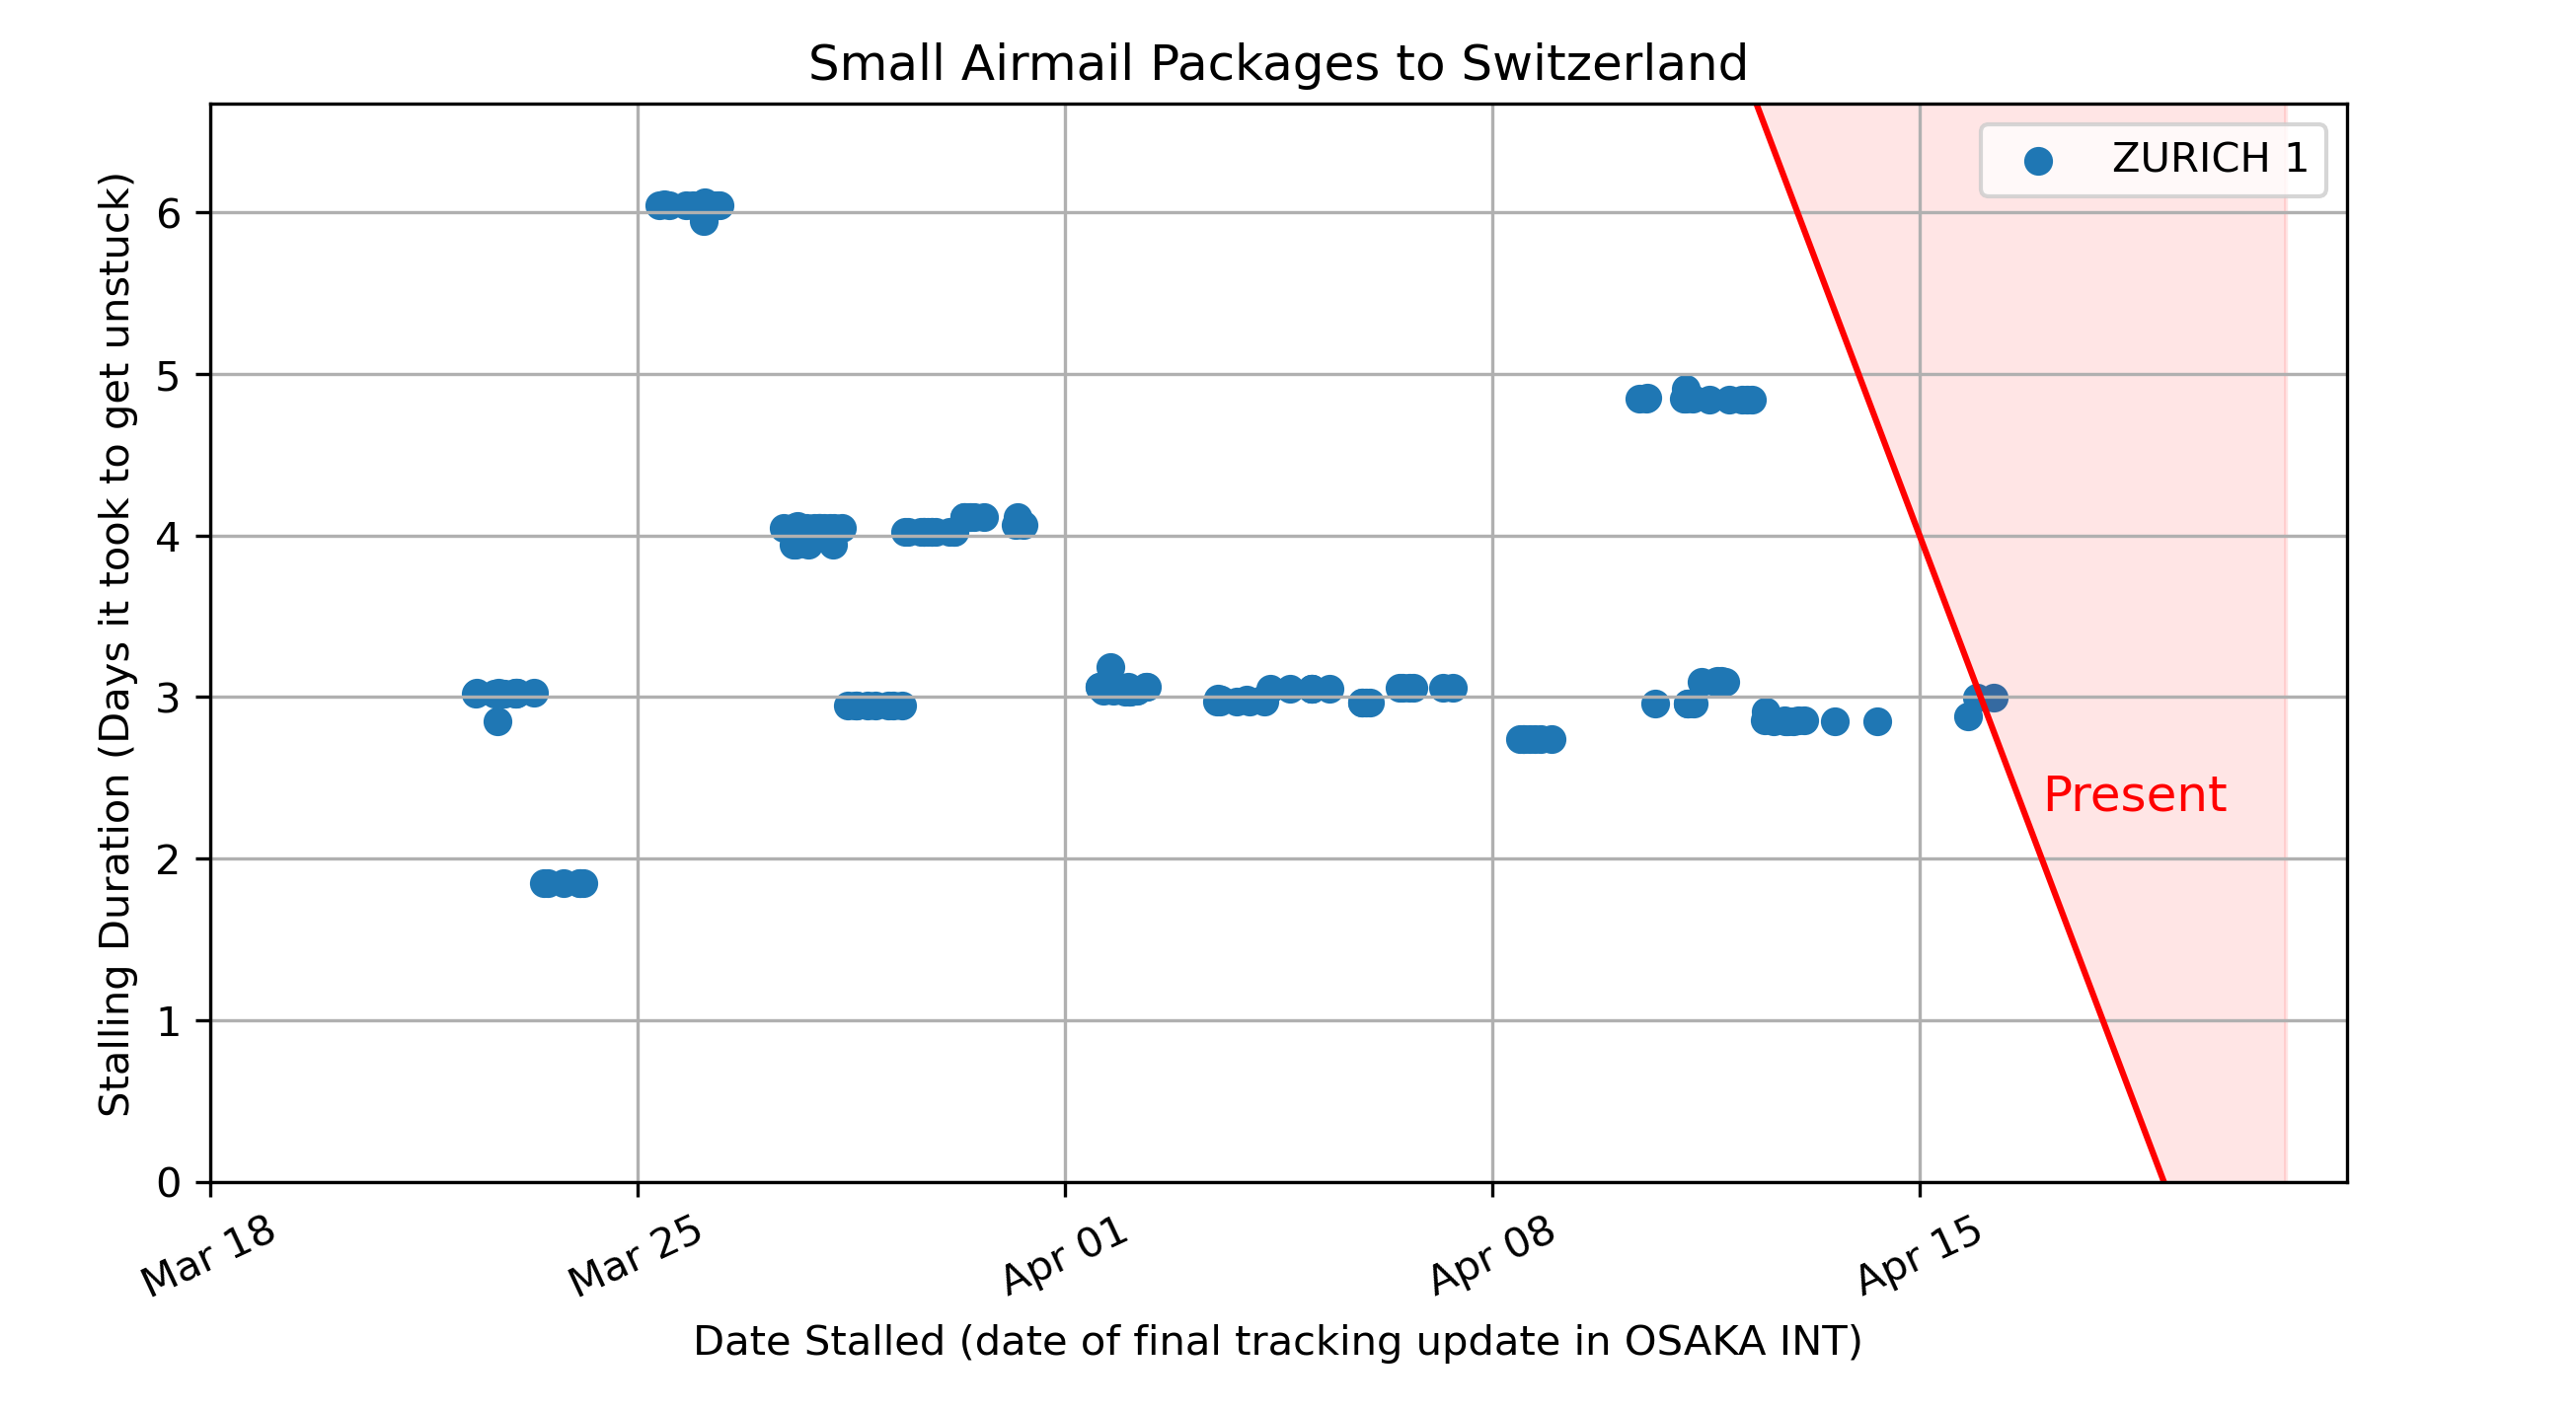 Small Airmail Packages to Switzerland
ZURICH 1
Stalling Duration (Days it took to get unstuck)
6
5
4
3
2
1
0
Present
Mar 18
Mar 25
Apr 01
Apr 08
Apr 15
Date Stalled (date of final tracking update in OSAKA INT)